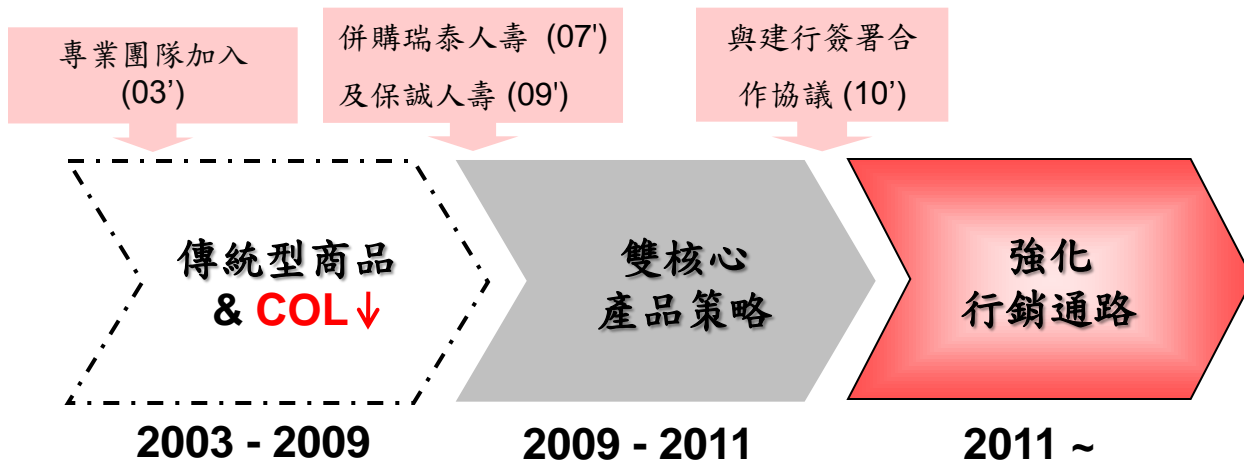 專業團隊加入
(03’)
併購瑞泰人壽 (07')
及保誠人壽 (09')
與建行簽署合
作協議 (10’)
傳統型商品
& COL↓
雙核心
產品策略
強化
行銷通路
2003 - 2009
2009 - 2011
2011 ~